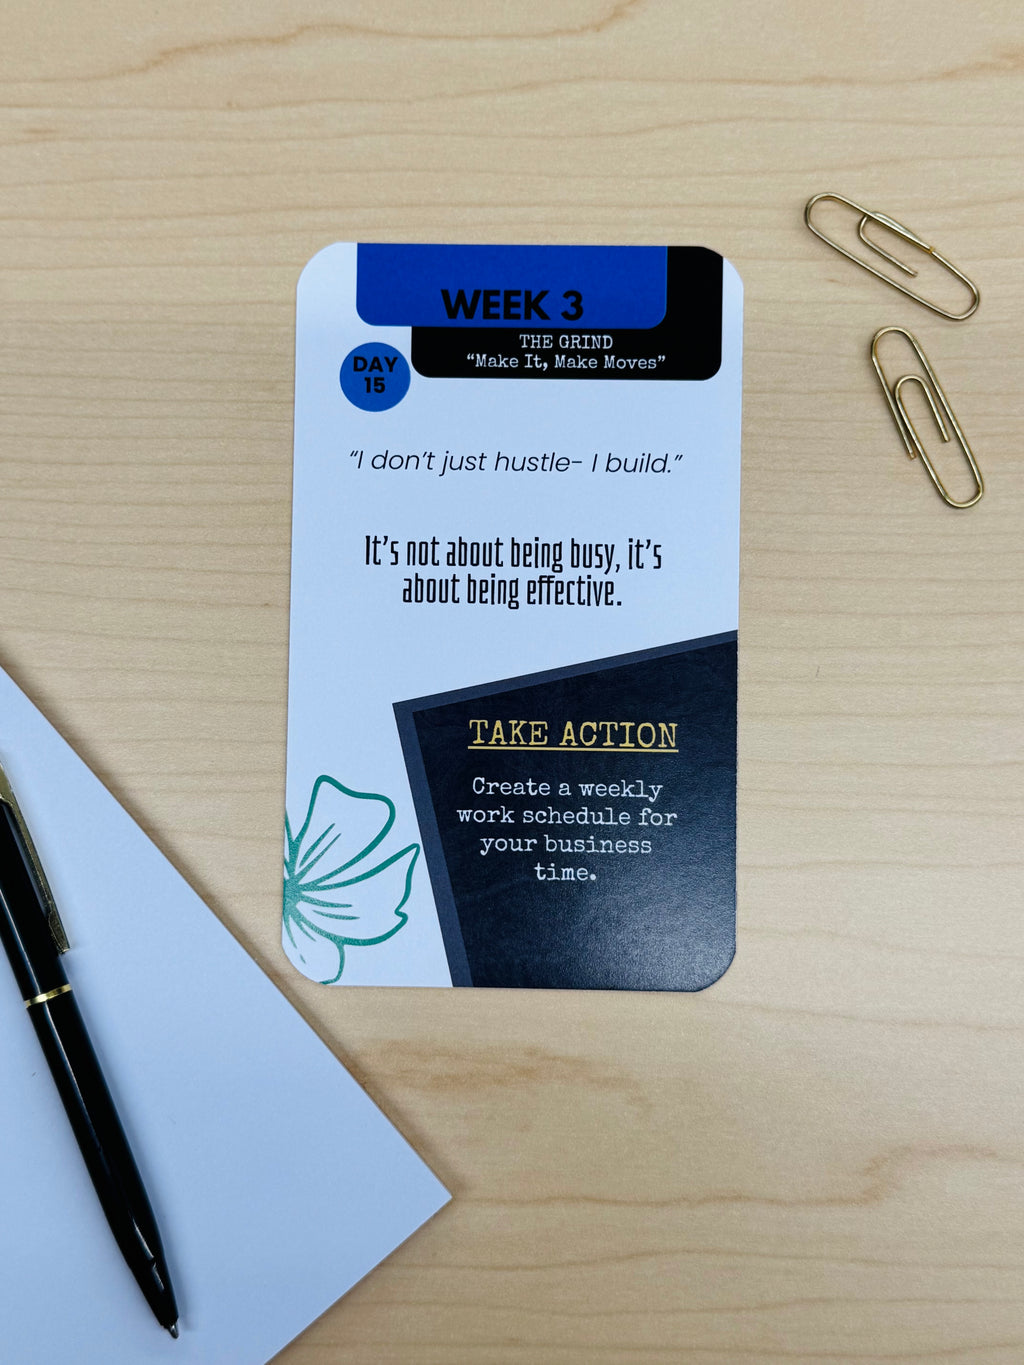 WEEK 3
THE GRIND
“Make It, Make Moves”
DAY
15
“I don’t just hustle- I build.”
It’s not about being busy, it’s
about being effective.
TAKE ACTION
Create a weekly
work schedule for
your business
time.